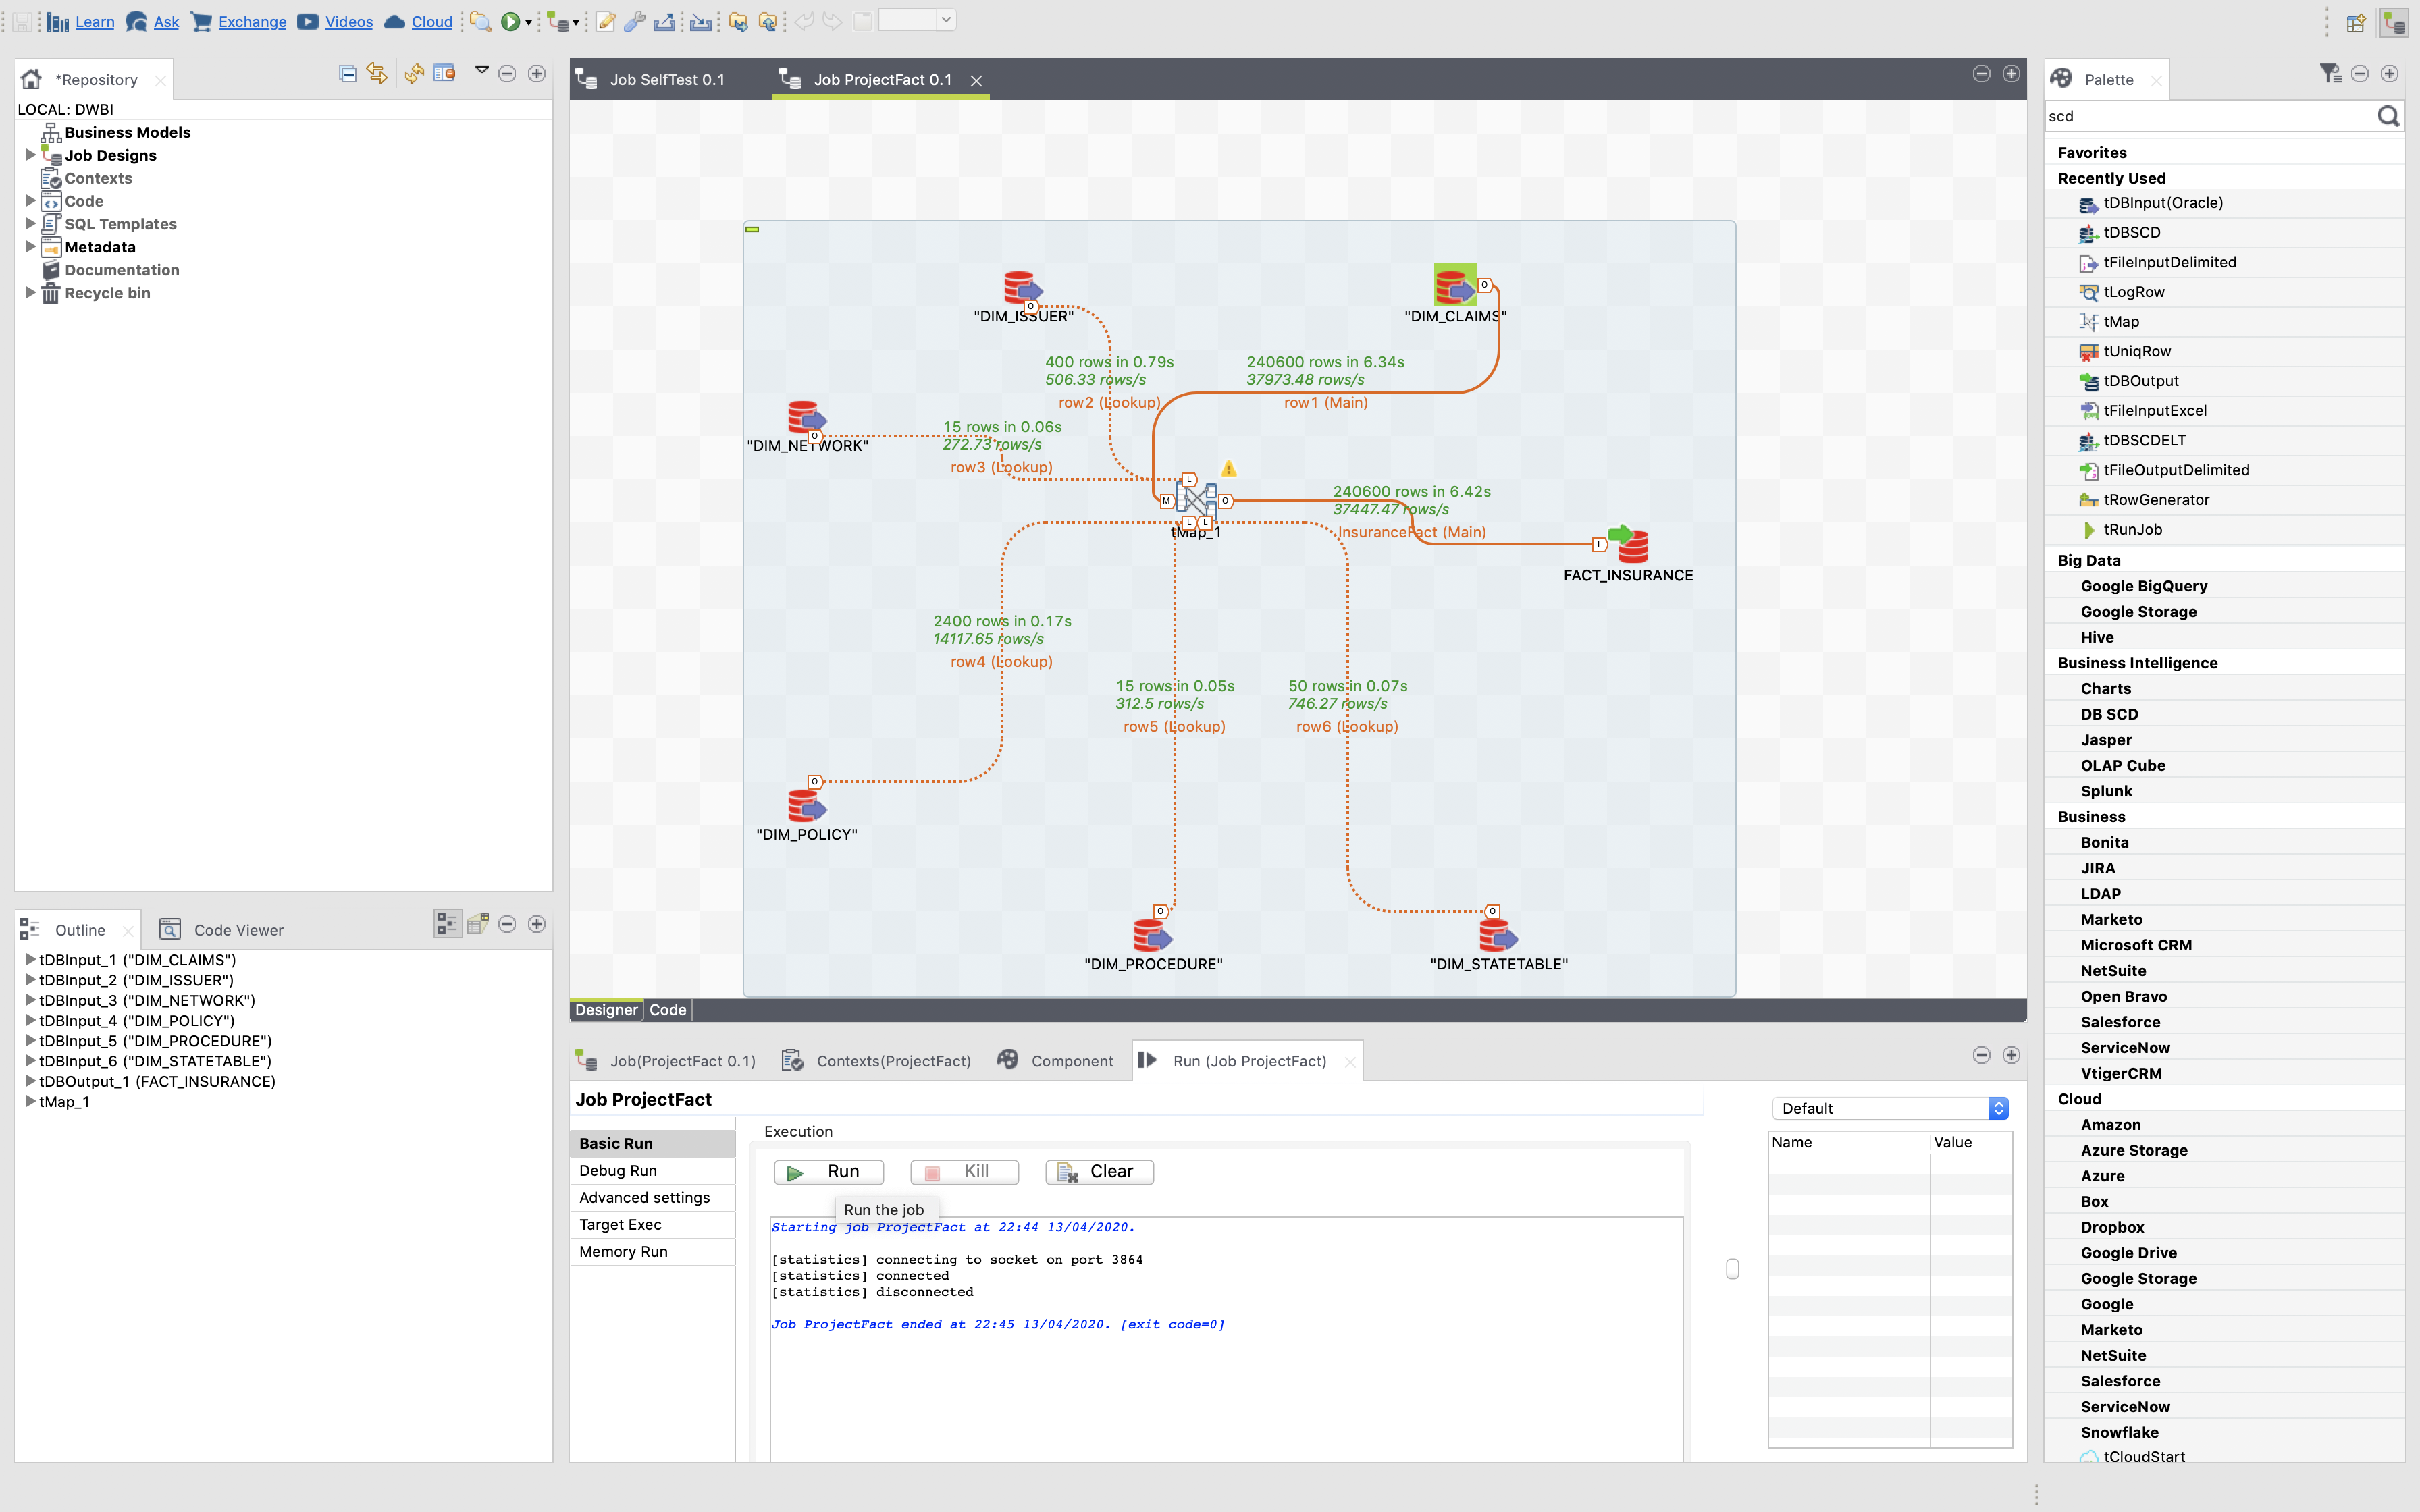 Learn Ask Exchange Videos Cloud
*Repository
LOCAL: DWBI
Business Models
Job Designs
Contexts
Code
SQL Templates
Metadata
Documentation
Recycle bin
Outline
Code Viewer
tDBInput_1 ("DIM_CLAIMS")
tDBInput_2 ("DIM_ISSUER")
tDBInput_3 ("DIM_NETWORK")
tDBInput_4 ("DIM_POLICY")
tDBInput_5 ("DIM_PROCEDURE")
tDBInput_6 ("DIM_STATETABLE")
tDBOutput_1 (FACT_INSURANCE)
tMap_1
Job SelfTest 0.1
Job ProjectFact 0.1
"DIM_ISSUER"
"DIM_CLAIMS"
400 rows in 0.79s
506.33 rows/s
row2 (Lookup)
240600 rows in 6.34s
37973.48 rows/s
row1 (Main)
"DIM_NETWORK"
15 rows in 0.06s
272.73 rows/s
row3 (Lookup)
L
M
O
L L
tMap_1
240600 rows in 6.42s
37447.47 rows/s
InsuranceFact (Main)
I
FACT_INSURANCE
2400 rows in 0.17s
14117.65 rows/s
row4 (Lookup)
15 rows in 0.05s
312.5 rows/s
row5 (Lookup)
50 rows in 0.07s
746.27 rows/s
row6 (Lookup)
O
"DIM_POLICY"
O
"DIM_PROCEDURE"
O
"DIM_STATETABLE"
Designer
Code
Job(ProjectFact 0.1)
Contexts(ProjectFact)
Component
Run (Job ProjectFact)
Job ProjectFact
Basic Run
Debug Run
Advanced settings
Target Exec
Memory Run
Execution
Run
Kill
Clear
Run the job
Starting job ProjectFact at 22:44 13/04/2020.
[statistics] connecting to socket on port 3864
[statistics] connected
[statistics] disconnected
Job ProjectFact ended at 22:45 13/04/2020. [exit code=0]
Default
Name Value
Palette
scd
Favorites
Recently Used
tDBInput(Oracle)
tDBSCD
tFileInputDelimited
tLogRow
tMap
tUniqRow
tDBOutput
tFileInputExcel
tDBSCDELT
tFileOutputDelimited
tRowGenerator
tRunJob
Big Data
Google BigQuery
Google Storage
Hive
Business Intelligence
Charts
DB SCD
Jasper
OLAP Cube
Splunk
Business
Bonita
JIRA
LDAP
Marketo
Microsoft CRM
NetSuite
Open Bravo
Salesforce
ServiceNow
VtigerCRM
Cloud
Amazon
Azure Storage
Azure
Box
Dropbox
Google Drive
Google Storage
Google
Marketo
NetSuite
Salesforce
ServiceNow
Snowflake
tCloudStart